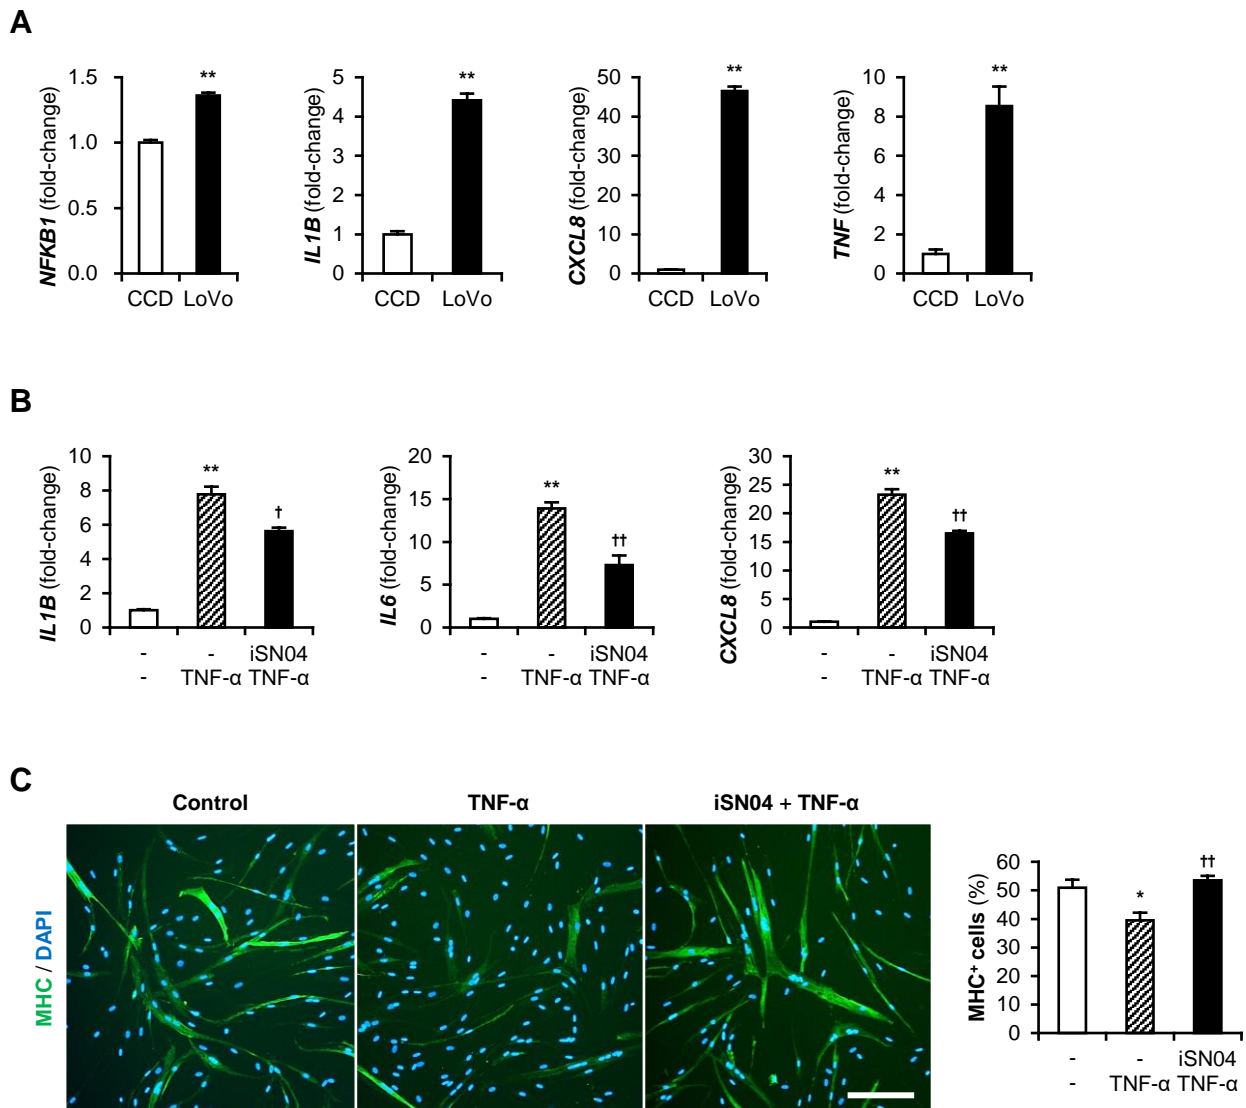 A
NFKB1 (fold-change)
1.5
1.0
0.5
0.0
**
CCD LoVo
IL1B (fold-change)
5
4
3
2
1
0
**
CCD LoVo
CXCL8 (fold-change)
50
40
30
20
10
0
**
CCD LoVo
TNF (fold-change)
10
8
6
4
2
0
**
CCD LoVo
B
IL1B (fold-change)
10
8
6
4
2
0
**
†
- - iSN04
- TNF-α TNF-α
IL6 (fold-change)
20
15
10
5
0
**
††
- - iSN04
- TNF-α TNF-α
CXCL8 (fold-change)
30
25
20
15
10
5
0
**
††
- - iSN04
- TNF-α TNF-α
C
MHC / DAPI
Control
TNF-α
iSN04 + TNF-α
MHC⁺ cells (%)
60
50
40
30
20
10
0
*
††
- - iSN04
- TNF-α TNF-α